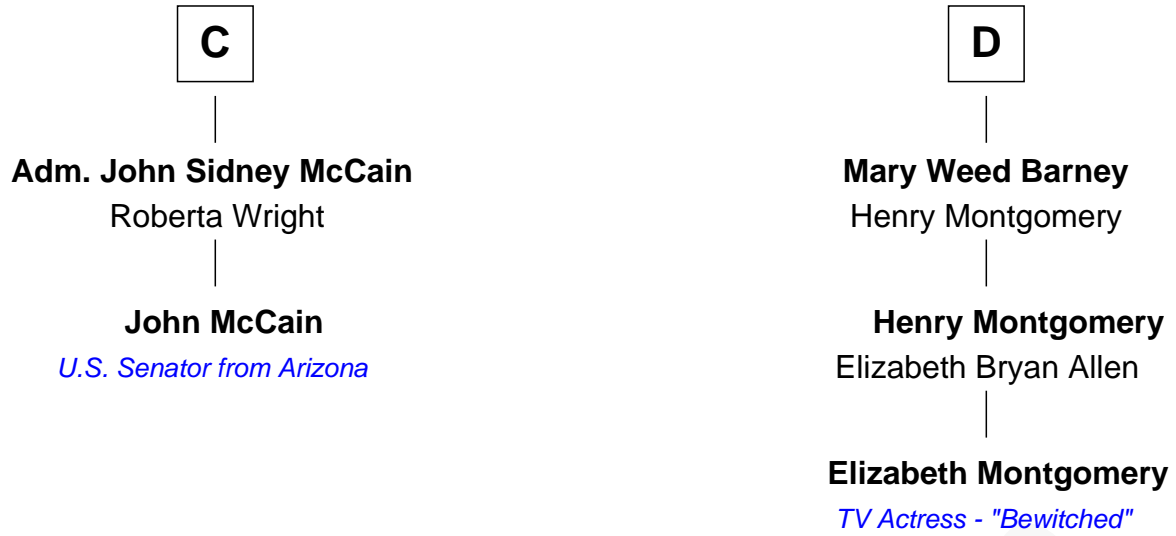 C
Adm. John Sidney McCain
Roberta Wright
John McCain
U.S. Senator from Arizona
D
Mary Weed Barney
Henry Montgomery
Henry Montgomery
Elizabeth Bryan Allen
Elizabeth Montgomery
TV Actress - "Bewitched"